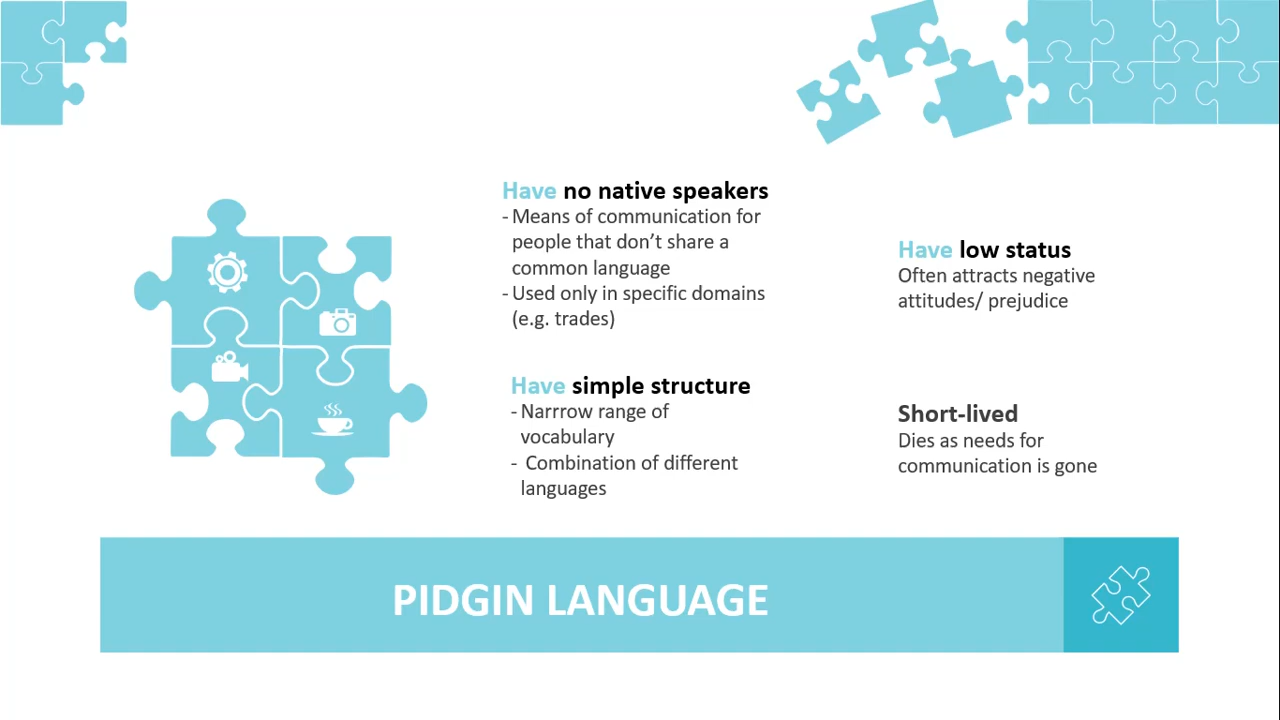 Have no native speakers
- Means of communication for
people that don’t share a
common language
- Used only in specific domains
(e.g. trades)
Have simple structure
- Narrrow range of
vocabulary
- Combination of different
languages
Have low status
Often attracts negative
attitudes/ prejudice
Short-lived
Dies as needs for
communication is gone
PIDGIN LANGUAGE